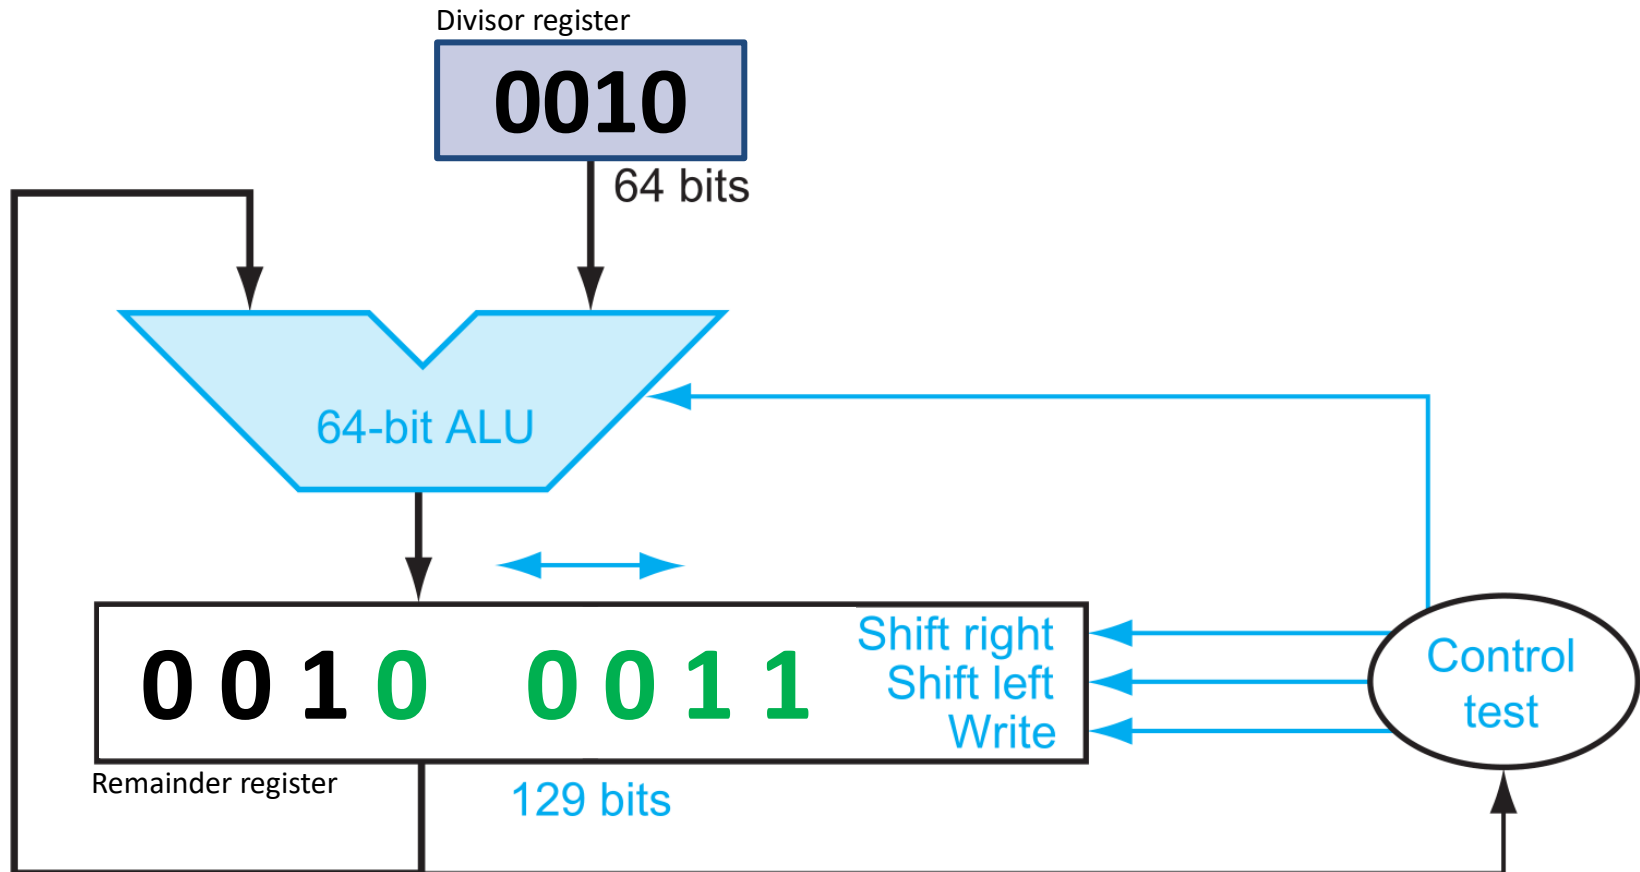 Divisor register
0010
64 bits
64-bit ALU
0 0 1 0 0 0 1 1
Shift right
Shift left
Write
Control
test
Remainder register
129 bits